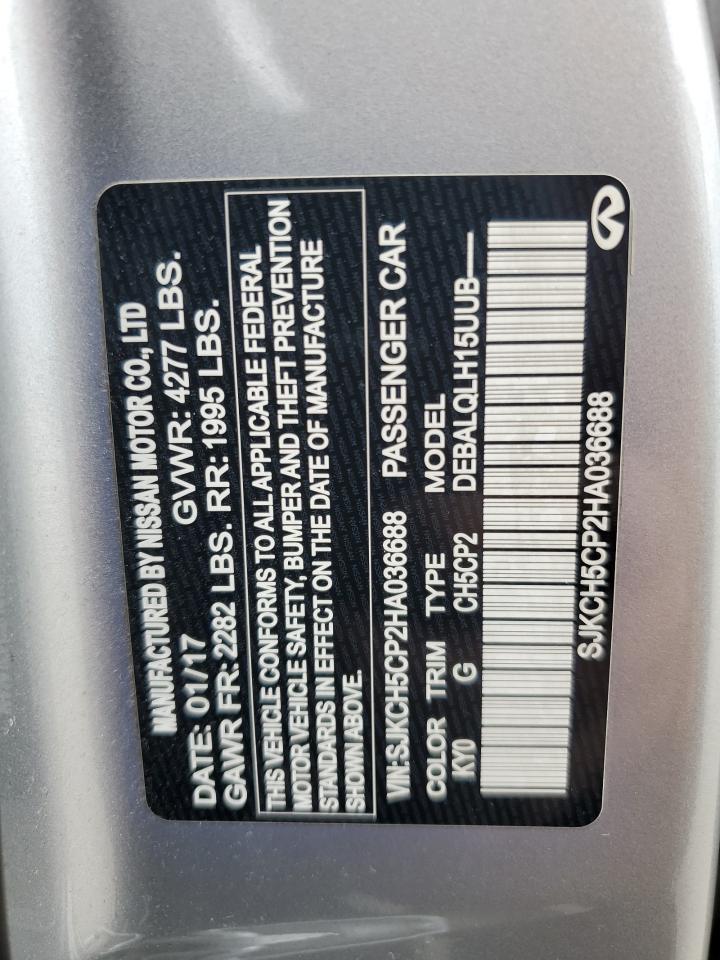 MANUFACTURED BY NISSAN MOTOR CO., LTD
DATE: 01/17 GVWR: 4277 LBS.
GAWR FR: 2282 LBS. RR: 1995 LBS.
THIS VEHICLE CONFORMS TO ALL APPLICABLE FEDERAL
MOTOR VEHICLE SAFETY, BUMPER AND THEFT PREVENTION
STANDARDS IN EFFECT ON THE DATE OF MANUFACTURE
SHOWN ABOVE.
VIN:SJKCH5CP2HA036688 PASSENGER CAR
COLOR TRIM TYPE MODEL
KY0 G CH5CP2 DEBALQLH15UUB—
SJKCH5CP2HA036688